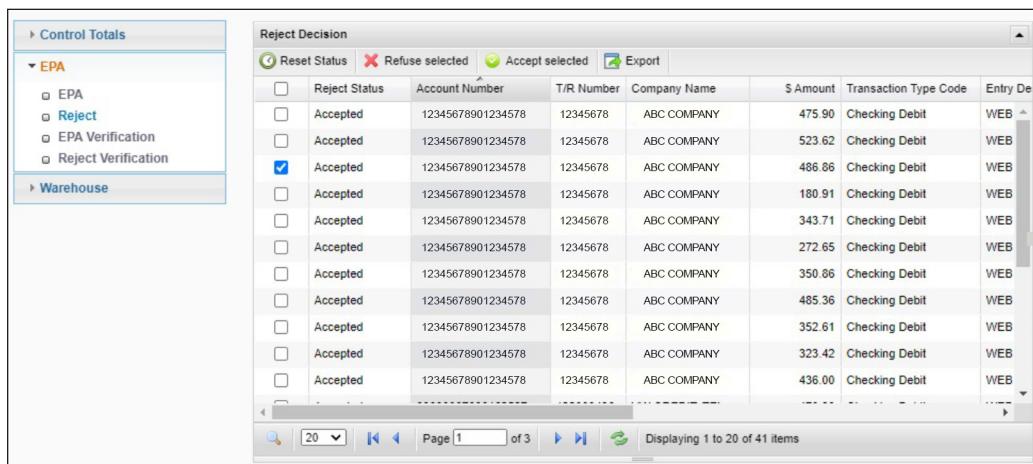 Control Totals
EPA
EPA
Reject
EPA Verification
Reject Verification
Warehouse
Reject Decision
Reset Status Refuse selected Accept selected Export
Reject Status Account Number T/R Number Company Name $ Amount Transaction Type Code Entry De
Accepted 12345678901234578 12345678 ABC COMPANY 475.90 Checking Debit WEB
Accepted 12345678901234578 12345678 ABC COMPANY 523.62 Checking Debit WEB
Accepted 12345678901234578 12345678 ABC COMPANY 486.86 Checking Debit WEB
Accepted 12345678901234578 12345678 ABC COMPANY 180.91 Checking Debit WEB
Accepted 12345678901234578 12345678 ABC COMPANY 343.71 Checking Debit WEB
Accepted 12345678901234578 12345678 ABC COMPANY 272.65 Checking Debit WEB
Accepted 12345678901234578 12345678 ABC COMPANY 350.86 Checking Debit WEB
Accepted 12345678901234578 12345678 ABC COMPANY 485.36 Checking Debit WEB
Accepted 12345678901234578 12345678 ABC COMPANY 352.61 Checking Debit WEB
Accepted 12345678901234578 12345678 ABC COMPANY 323.42 Checking Debit WEB
Accepted 12345678901234578 12345678 ABC COMPANY 436.00 Checking Debit WEB
20 Page 1 of 3 Displaying 1 to 20 of 41 items